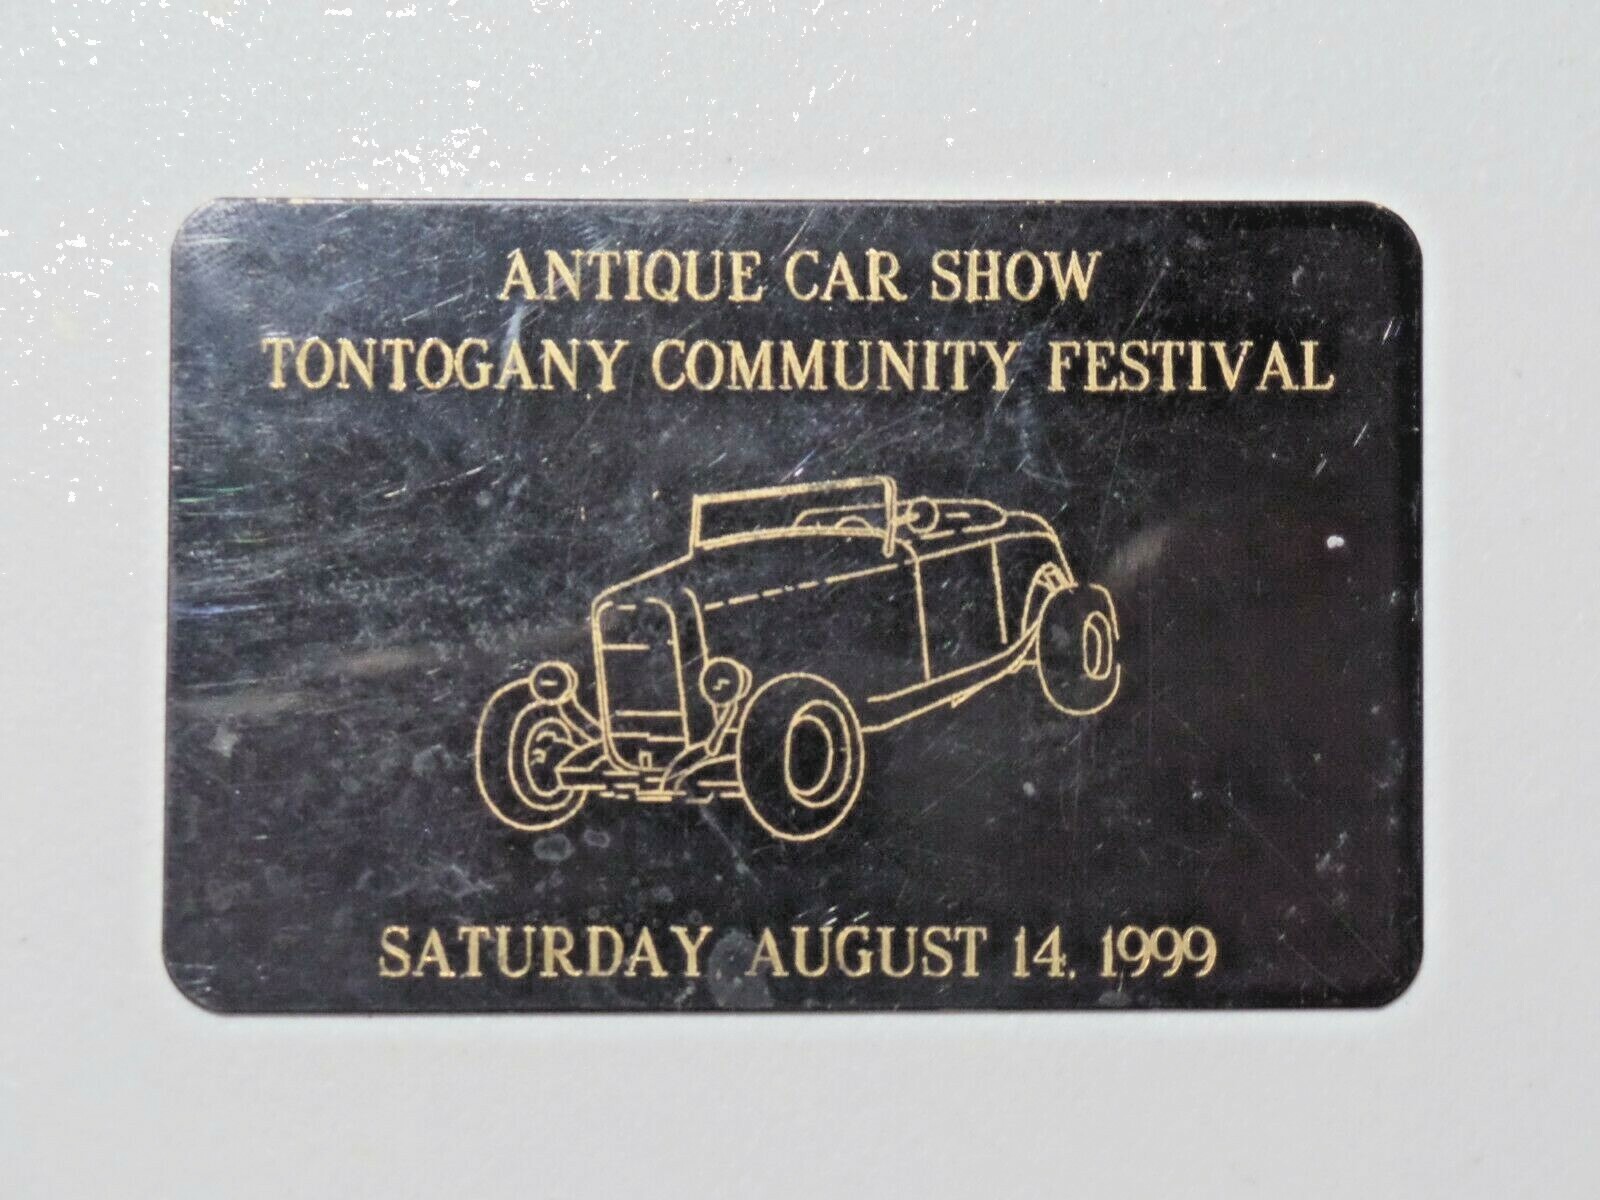 ANTIQUE CAR SHOW
TONTOGANY COMMUNITY FESTIVAL
SATURDAY AUGUST 14, 1999